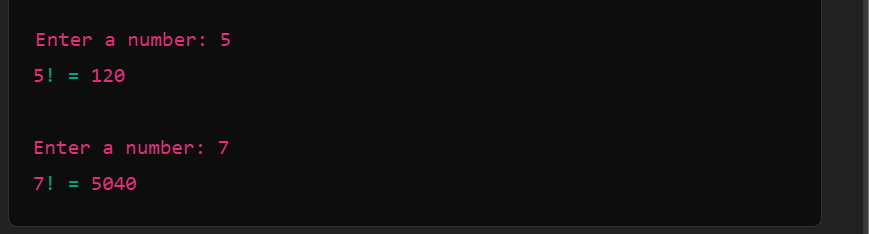 Enter a number: 5
5! = 120
Enter a number: 7
7! = 5040